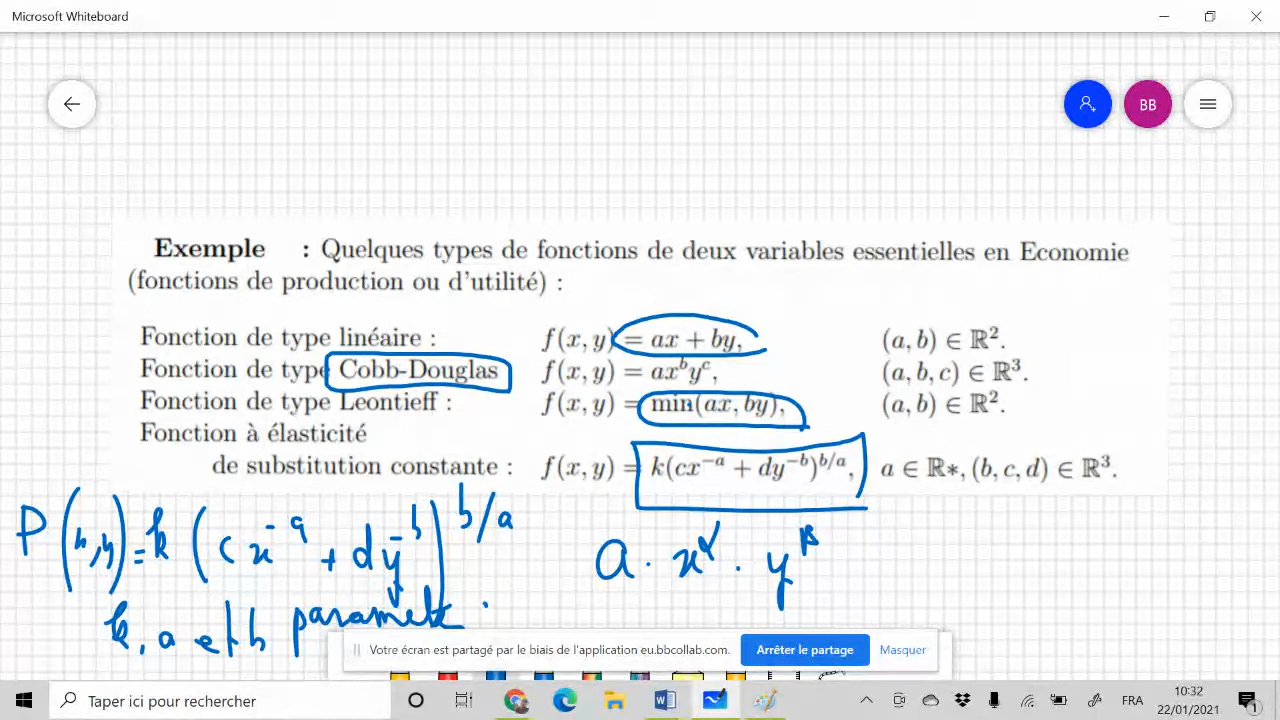 Microsoft Whiteboard
BB
Exemple : Quelques types de fonctions de deux variables essentielles en Economie
(fonctions de production ou d'utilité) :
Fonction de type linéaire : f(x, y) = ax + by, (a, b) ∈ ℝ².
Fonction de type Cobb-Douglas f(x, y) = axᵇyᶜ, (a, b, c) ∈ ℝ³.
Fonction de type Leontieff : f(x, y) = min(ax, by), (a, b) ∈ ℝ².
Fonction à élasticité
de substitution constante : f(x, y) = k(cx⁻ᵃ + dy⁻ᵇ)^{b/a}, a ∈ ℝ∗, (b, c, d) ∈ ℝ³.
P(x,y) = k (cx⁻ᵃ + dy⁻ᵇ)^{b/a}
a · x^α · y^β
k, a et b
Votre écran est partagé par le biais de l'application eu.bbcollab.com. Arrêter le partage Masquer
Taper ici pour rechercher
FRA
10:32
22/01/2021
1